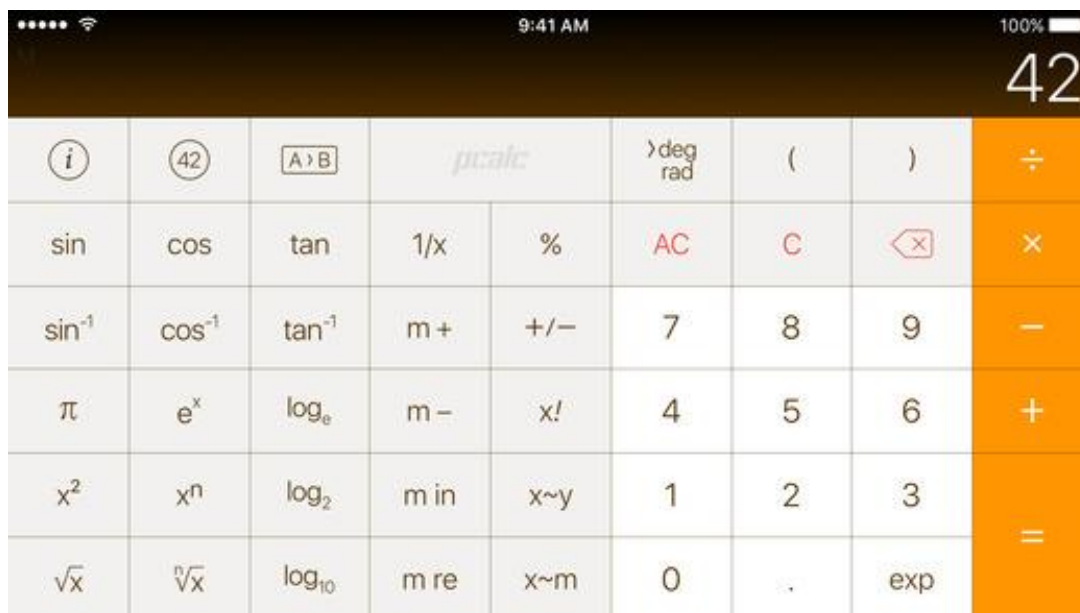 9:41 AM 100%
42
i 42 A›B pcalc ›deg ( ) ÷
rad
sin cos tan 1/x % AC C ×
sin⁻¹ cos⁻¹ tan⁻¹ m + +/− 7 8 9 −
π eˣ logₑ m − x! 4 5 6 +
x² xⁿ log₂ m in x~y 1 2 3 =
√x ⁿ√x log₁₀ m re x~m 0 . exp